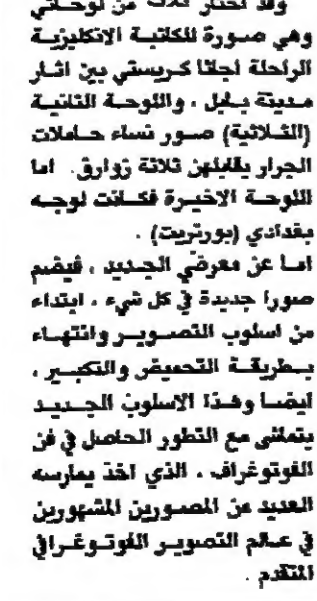 وقد اختار ثلاث من لوحاتي
وهي صورة للكاتبة الانكليزية
الراحلة اجاثا كريستي بين اثار
مدينة بابل ، واللوحة الثانية
(الثلاثية) صور نساء حاملات
الجرار يقابلهن ثلاثة زوارق. اما
اللوحة الاخيرة فكانت لوجه
بغدادي (بورتريت) .
اما عن معرضي الجديد ، فيضم
صورا جديدة في كل شيء ، ابتداء
من اسلوب التصوير وانتهاء
بطريقة التحميض والتكبير ،
ايضا وهذا الاسلوب الجديد
يتماشى مع التطور الحاصل في فن
الفوتوغراف ، الذي اخذ يمارسه
العديد من المصورين المشهورين
في عالم التصوير الفوتوغرافي
المتقدم .